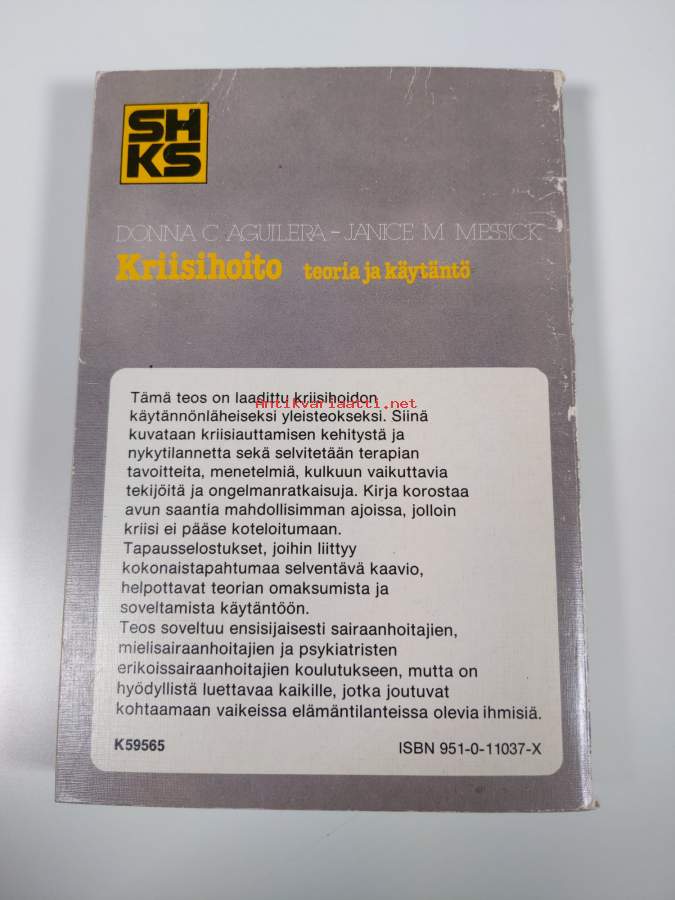 SH
KS
DONNA C AGUILERA – JANICE M MESSICK
Kriisihoito teoria ja käytäntö
Tämä teos on laadittu kriisihoidon
Antikvariaatti.net
käytännönläheiseksi yleisteokseksi. Siinä
kuvataan kriisiauttamisen kehitystä ja
nykytilannetta sekä selvitetään terapian
tavoitteita, menetelmiä, kulkuun vaikuttavia
tekijöitä ja ongelmanratkaisuja. Kirja korostaa
avun saantia mahdollisimman ajoissa, jolloin
kriisi ei pääse koteloitumaan.
Tapausselostukset, joihin liittyy
kokonaistapahtumaa selventävä kaavio,
helpottavat teorian omaksumista ja
soveltamista käytäntöön.
Teos soveltuu ensisijaisesti sairaanhoitajien,
mielisairaanhoitajien ja psykiatristen
erikoissairaanhoitajien koulutukseen, mutta on
hyödyllistä luettavaa kaikille, jotka joutuvat
kohtaamaan vaikeissa elämäntilanteissa olevia ihmisiä.
K59565 ISBN 951-0-11037-X